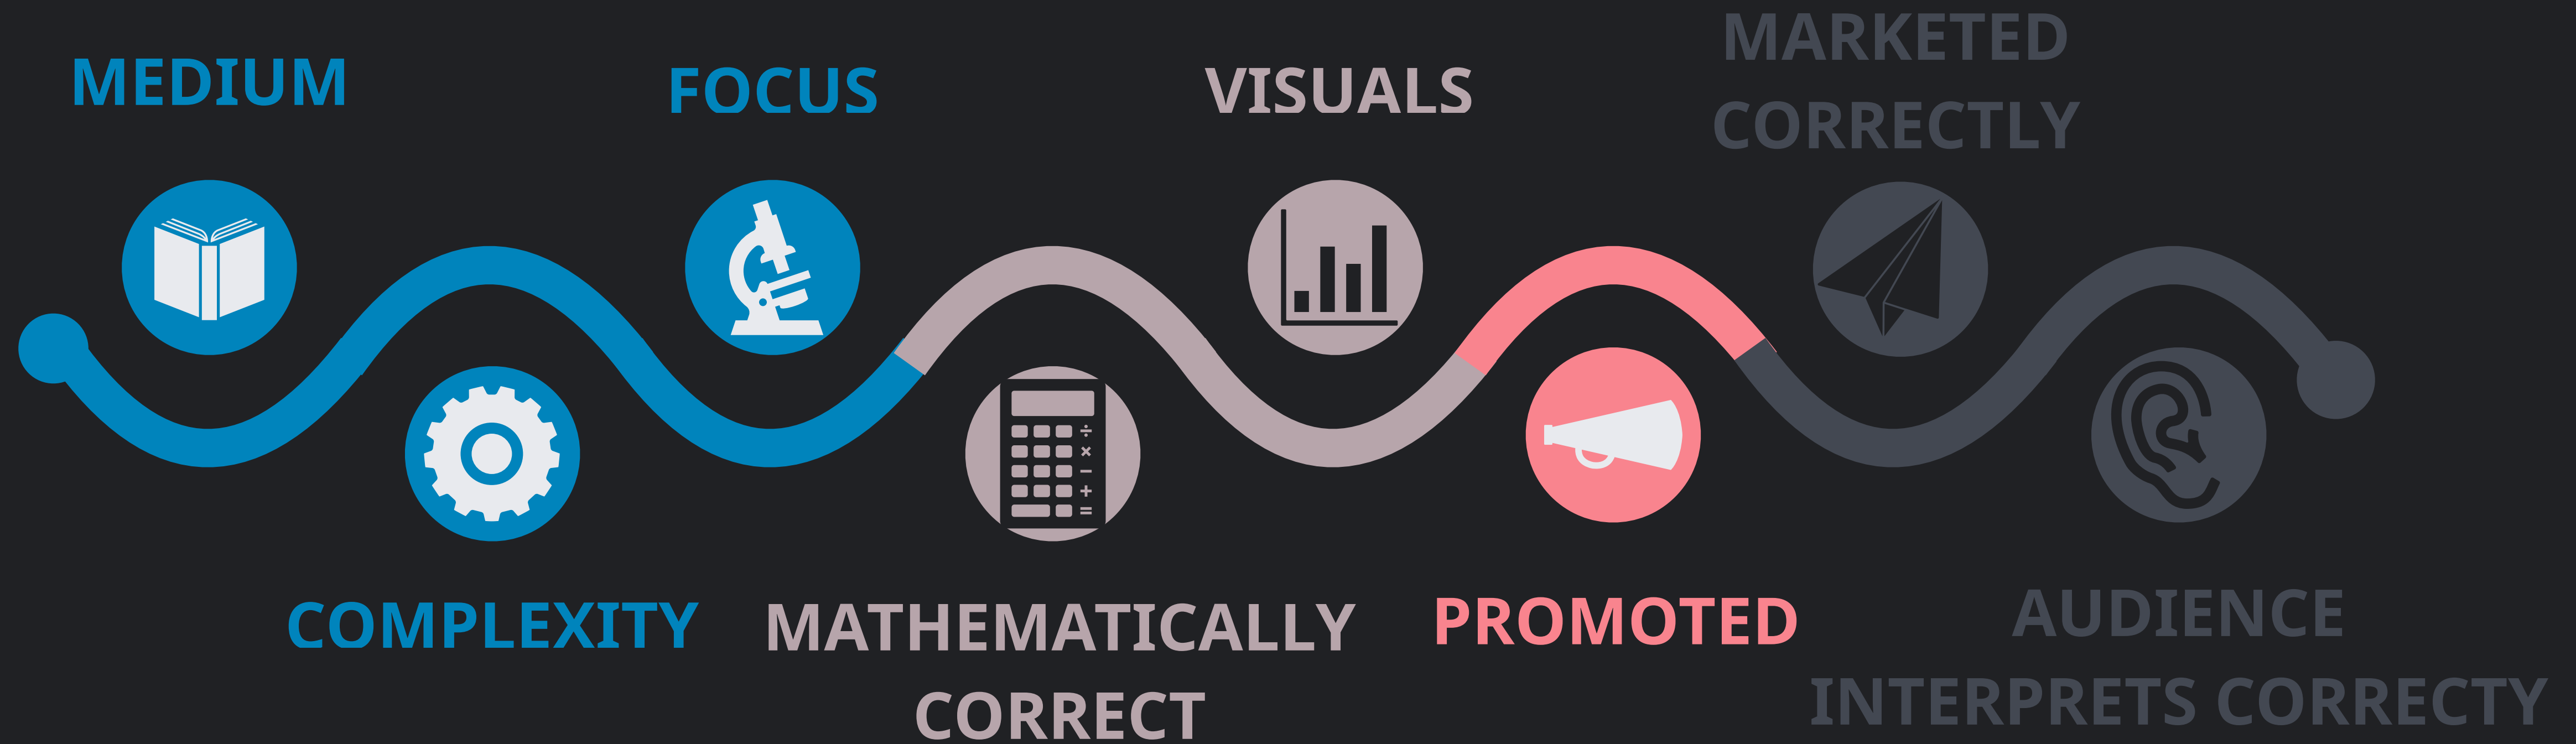 MEDIUM
COMPLEXITY
FOCUS
MATHEMATICALLY
CORRECT
÷
×
−
+
=
VISUALS
PROMOTED
MARKETED
CORRECTLY
AUDIENCE
INTERPRETS CORRECTY